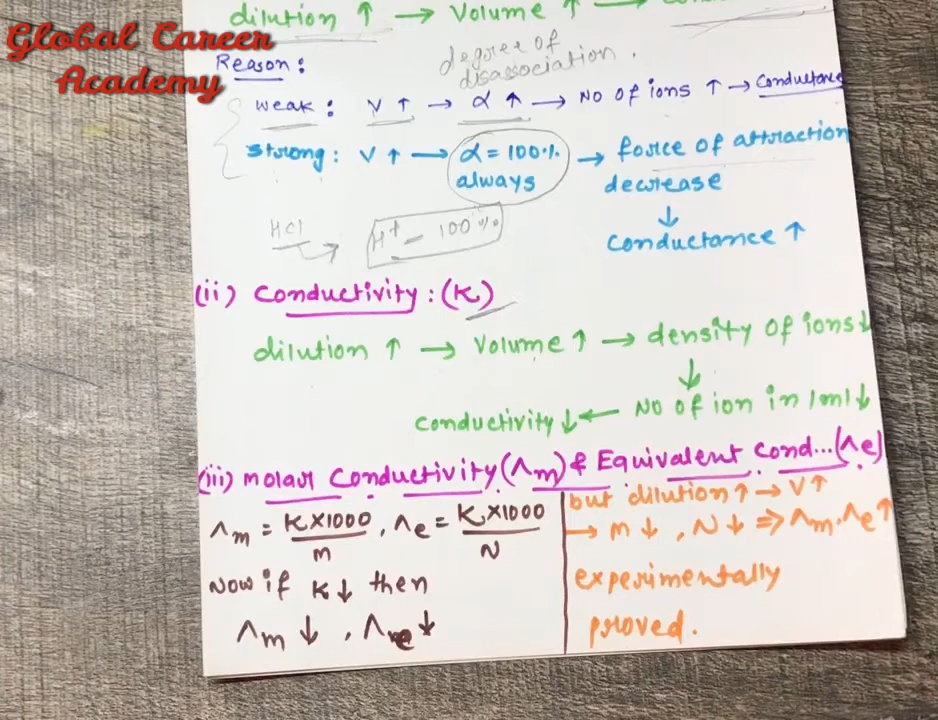 dilution ↑ → Volume ↑ →
Global Career
Academy
Reason :
degree of
disassociation.
weak : V ↑ → α ↑ → No of ions ↑ → Conductance
strong : V ↑ → α = 100% always → force of attraction
decrease
↓
Conductance ↑
HCl → H+ – 100%
(ii) Conductivity : (K)
dilution ↑ → Volume ↑ → density of ions ↓
↓
Conductivity ↓ ← No of ion in 1ml ↓
(iii) Molar Conductivity (Λm) & Equivalent Cond... (Λe)
Λm = K×1000/M , Λe = K×1000/N
Now if K ↓ then
Λm ↓ , Λe ↓
but dilution ↑ → V ↑
→ M ↓ , N ↓ ⇒ Λm, Λe ↑
experimentally
proved.